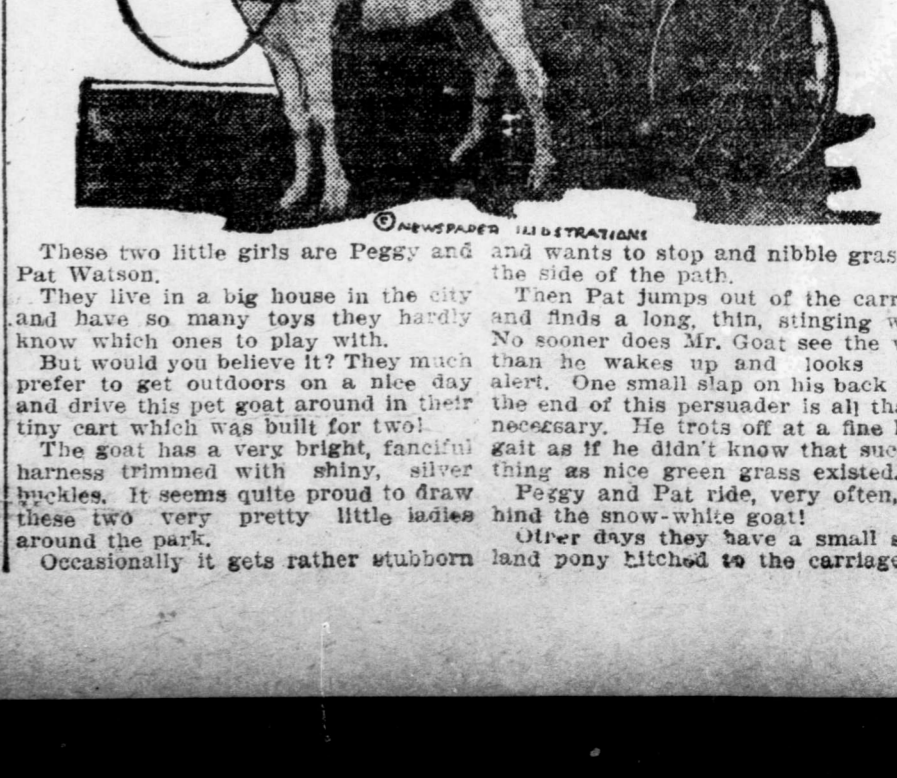 © NEWSPAPER ILLUSTRATIONS
These two little girls are Peggy and
Pat Watson.
They live in a big house in the city
and have so many toys they hardly
know which ones to play with.
But would you believe it? They much
prefer to get outdoors on a nice day
and drive this pet goat around in their
tiny cart which was built for two!
The goat has a very bright, fanciful
harness trimmed with shiny, silver
buckles. It seems quite proud to draw
these two very pretty little ladies
around the park.
Occasionally it gets rather stubborn
and wants to stop and nibble gras
the side of the path.
Then Pat jumps out of the carr
and finds a long, thin, stinging
No sooner does Mr. Goat see the
than he wakes up and looks
alert. One small slap on his back
the end of this persuader is all tha
necessary. He trots off at a fine
gait as if he didn't know that suc
thing as nice green grass existed.
Peggy and Pat ride, very often,
hind the snow-white goat!
Other days they have a small s
land pony hitched to the carriage